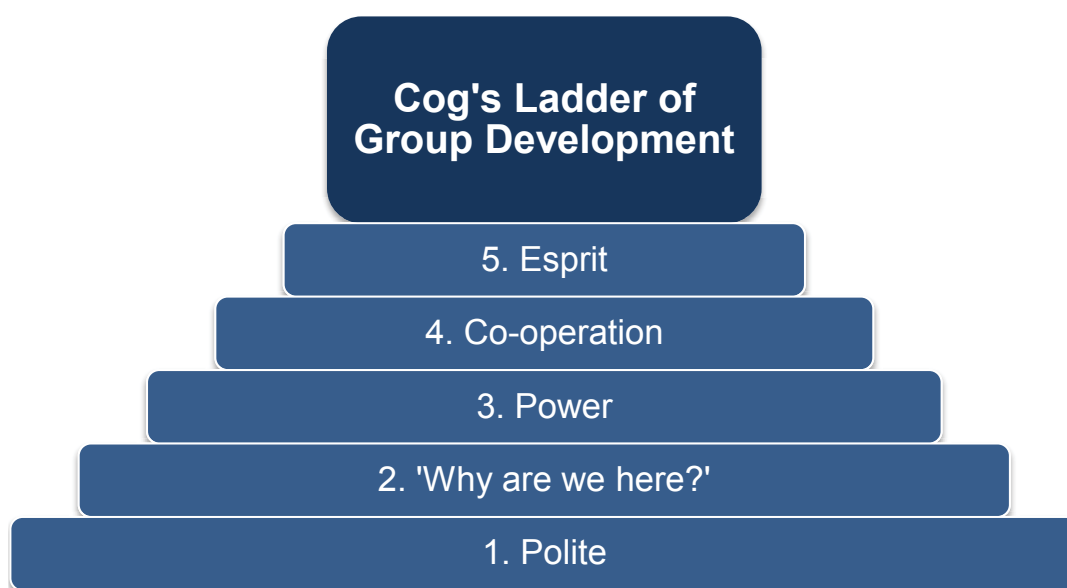 Cog's Ladder of
Group Development
5. Esprit
4. Co-operation
3. Power
2. 'Why are we here?'
1. Polite